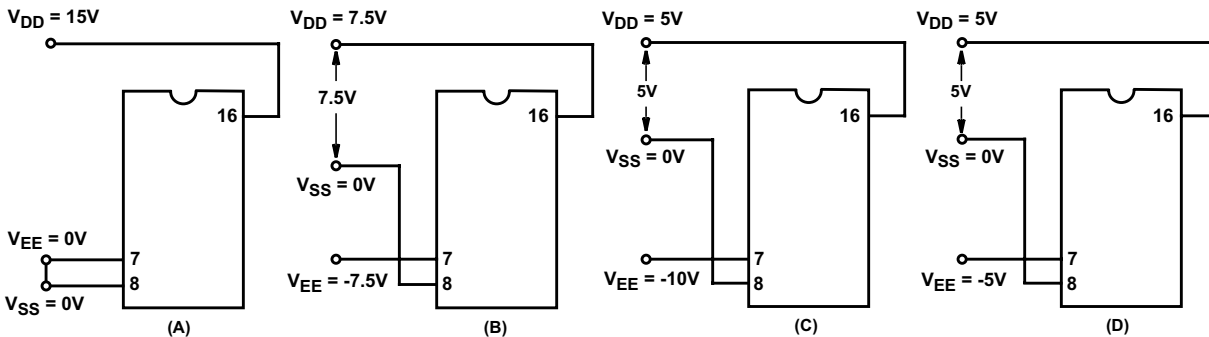 VDD = 15V
16
VEE = 0V
7
8
VSS = 0V
(A)
VDD = 7.5V
7.5V
16
VSS = 0V
VEE = -7.5V
7
8
(B)
VDD = 5V
5V
16
VSS = 0V
VEE = -10V
7
8
(C)
VDD = 5V
5V
16
VSS = 0V
VEE = -5V
7
8
(D)